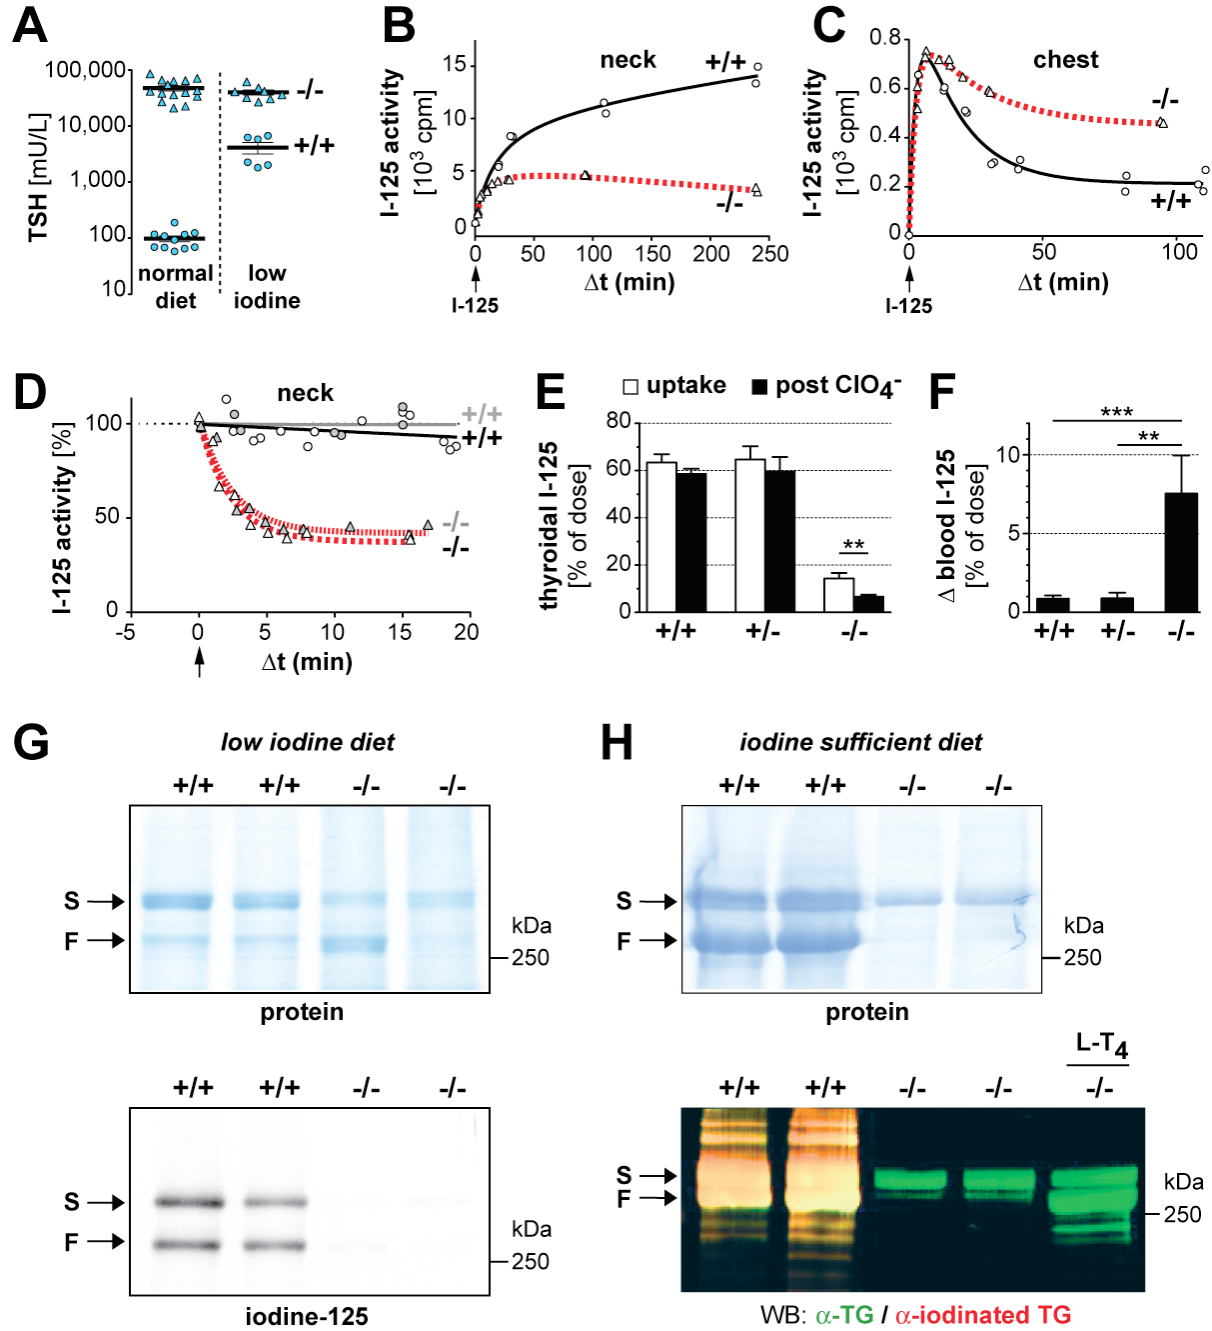 A
TSH [mU/L]
100,000
10,000
1,000
100
10
-/-
+/+
normal diet
low iodine
B
neck
I-125 activity
[10³ cpm]
15
10
5
0
+/+
-/-
0 50 100 150 200 250
Δt (min)
I-125
C
chest
I-125 activity
[10³ cpm]
0.8
0.6
0.4
0.2
0
-/-
+/+
0 50 100
Δt (min)
I-125
D
neck
I-125 activity [%]
100
50
0
+/+
+/+
-/-
-/-
-5 0 5 10 15 20
Δt (min)
E
uptake post ClO₄⁻
thyroidal I-125
[% of dose]
80
60
40
20
0
**
+/+ +/- -/-
F
Δ blood I-125
[% of dose]
***
**
10
5
0
+/+ +/- -/-
G
low iodine diet
+/+ +/+ -/- -/-
S
F
kDa
250
protein
+/+ +/+ -/- -/-
S
F
kDa
250
iodine-125
H
iodine sufficient diet
+/+ +/+ -/- -/-
S
F
kDa
250
protein
L-T₄
+/+ +/+ -/- -/- -/-
S
F
kDa
250
WB: α-TG / α-iodinated TG